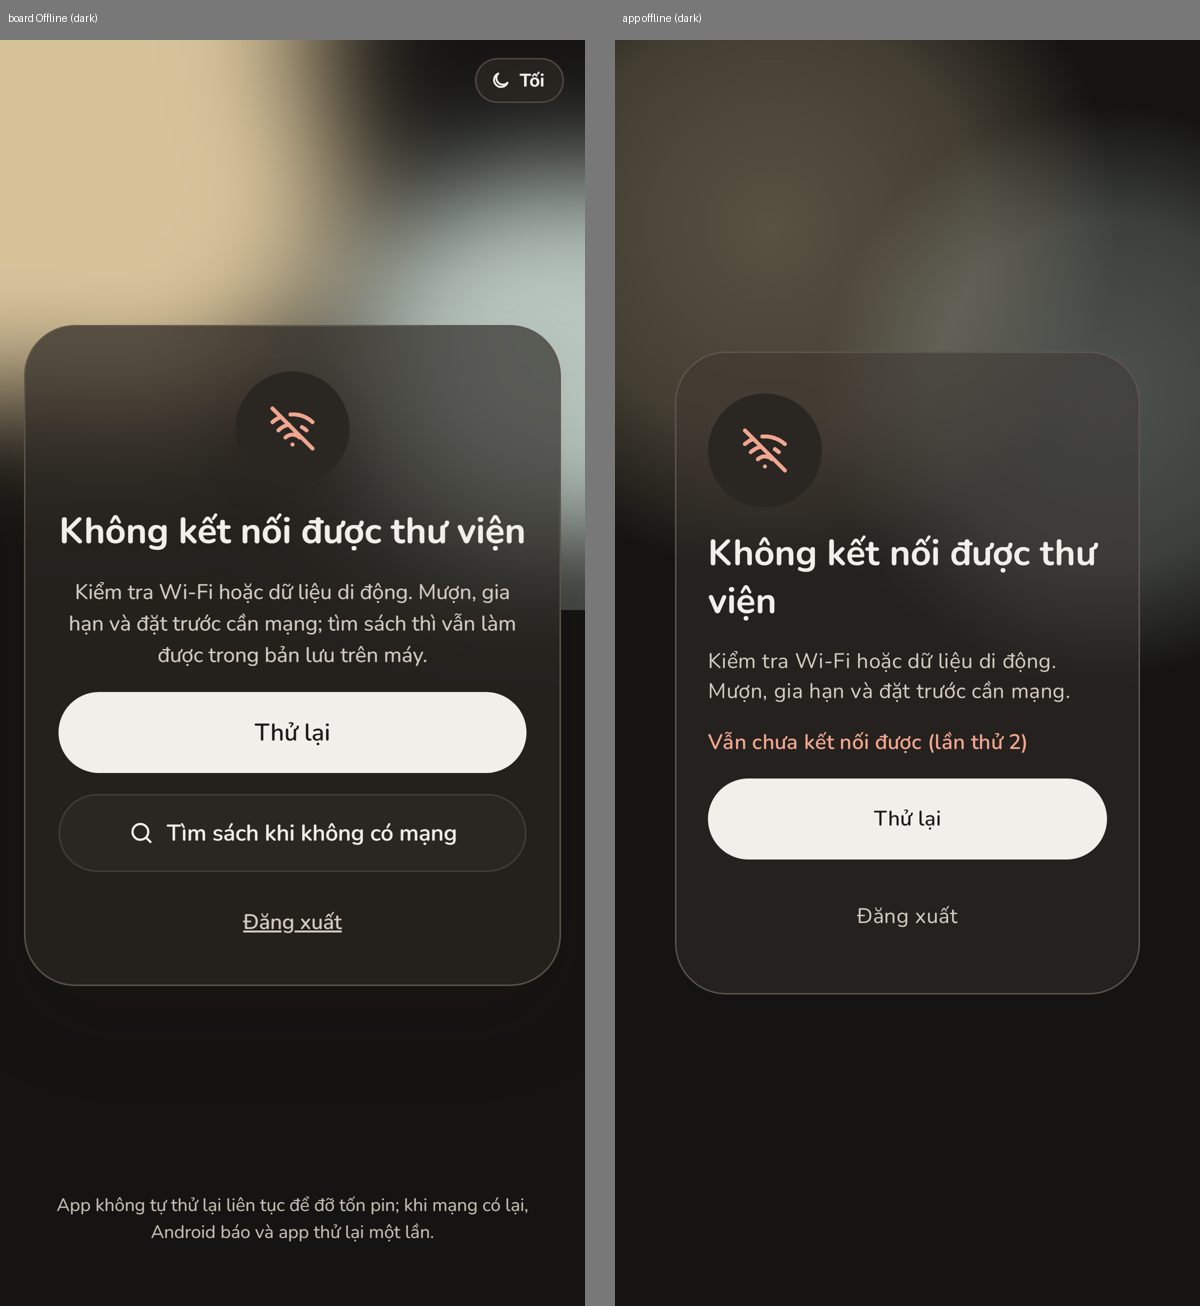 board Offline (dark)
Tối
Không kết nối được thư viện
Kiểm tra Wi-Fi hoặc dữ liệu di động. Mượn, gia
hạn và đặt trước cần mạng; tìm sách thì vẫn làm
được trong bản lưu trên máy.
Thử lại
Tìm sách khi không có mạng
Đăng xuất
App không tự thử lại liên tục để đỡ tốn pin; khi mạng có lại,
Android báo và app thử lại một lần.
app offline (dark)
Không kết nối được thư
viện
Kiểm tra Wi-Fi hoặc dữ liệu di động.
Mượn, gia hạn và đặt trước cần mạng.
Vẫn chưa kết nối được (lần thử 2)
Thử lại
Đăng xuất